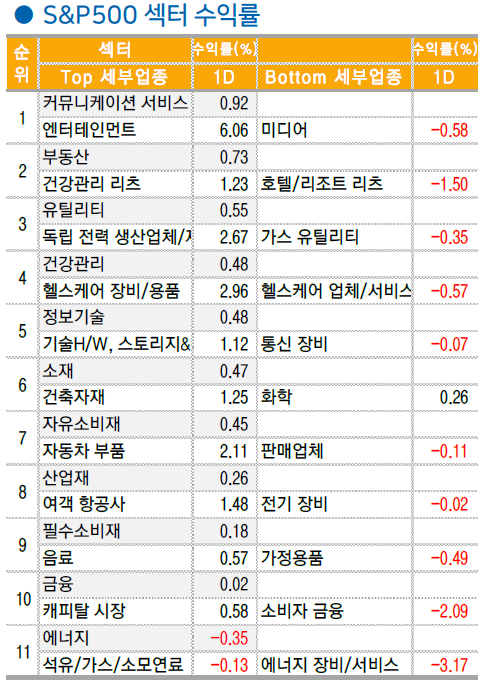 ● S&P500 섹터 수익률
순위 섹터 수익률(%) 수익률(%)
Top 세부업종 1D Bottom 세부업종 1D
1 커뮤니케이션 서비스 0.92
엔터테인먼트 6.06 미디어 -0.58
2 부동산 0.73
건강관리 리츠 1.23 호텔/리조트 리츠 -1.50
3 유틸리티 0.55
독립 전력 생산업체/ 2.67 가스 유틸리티 -0.35
4 건강관리 0.48
헬스케어 장비/용품 2.96 헬스케어 업체/서비스 -0.57
5 정보기술 0.48
기술H/W, 스토리지& 1.12 통신 장비 -0.07
6 소재 0.47
건축자재 1.25 화학 0.26
7 자유소비재 0.45
자동차 부품 2.11 판매업체 -0.11
8 산업재 0.26
여객 항공사 1.48 전기 장비 -0.02
9 필수소비재 0.18
음료 0.57 가정용품 -0.49
10 금융 0.02
캐피탈 시장 0.58 소비자 금융 -2.09
11 에너지 -0.35
석유/가스/소모연료 -0.13 에너지 장비/서비스 -3.17